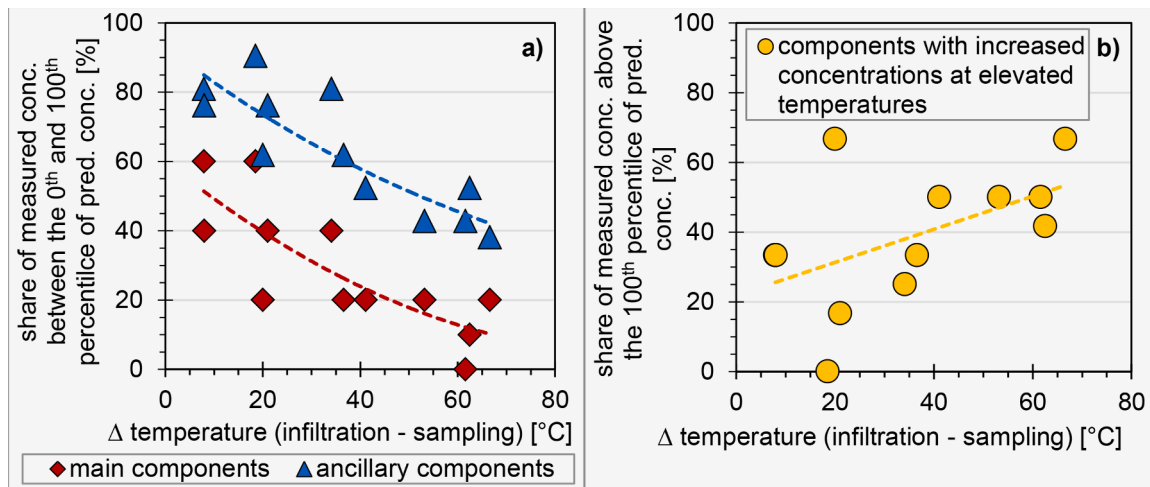 share of measured conc.
between the 0th and 100th
percentilce of pred. conc. [%]
100
80
60
40
20
0
a)
0 20 40 60 80
Δ temperature (infiltration - sampling) [°C]
main components ancillary components
share of measured conc. above
the 100th percentilce of pred.
conc. [%]
100
80
60
40
20
0
components with increased
concentrations at elevated
temperatures
b)
0 20 40 60 80
Δ temperature (infiltration - sampling) [°C]